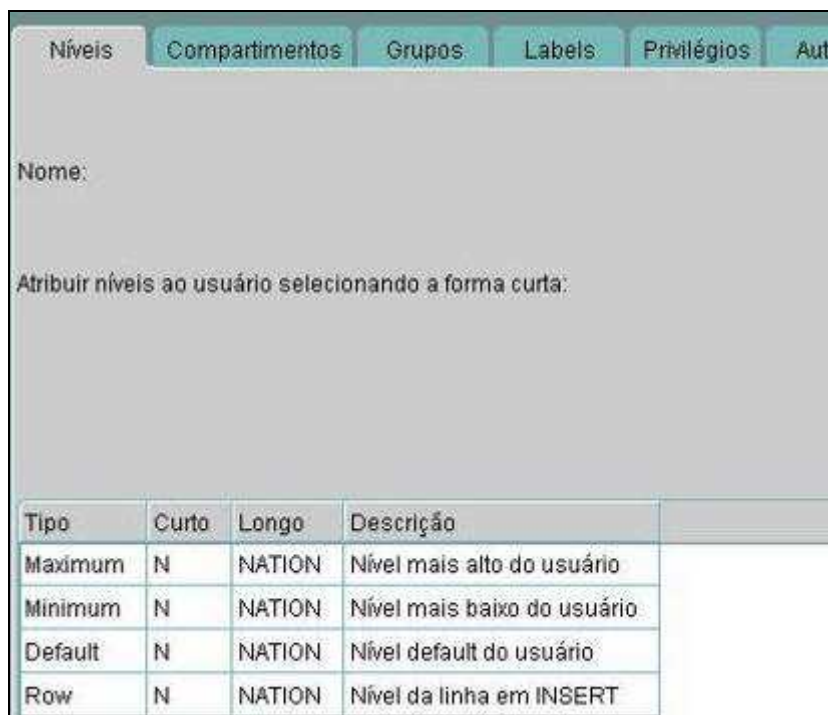 Níveis Compartimentos Grupos Labels Privilégios Aut
Nome:
Atribuir níveis ao usuário selecionando a forma curta:
Tipo Curto Longo Descrição
Maximum N NATION Nível mais alto do usuário
Minimum N NATION Nível mais baixo do usuário
Default N NATION Nível default do usuário
Row N NATION Nível da linha em INSERT